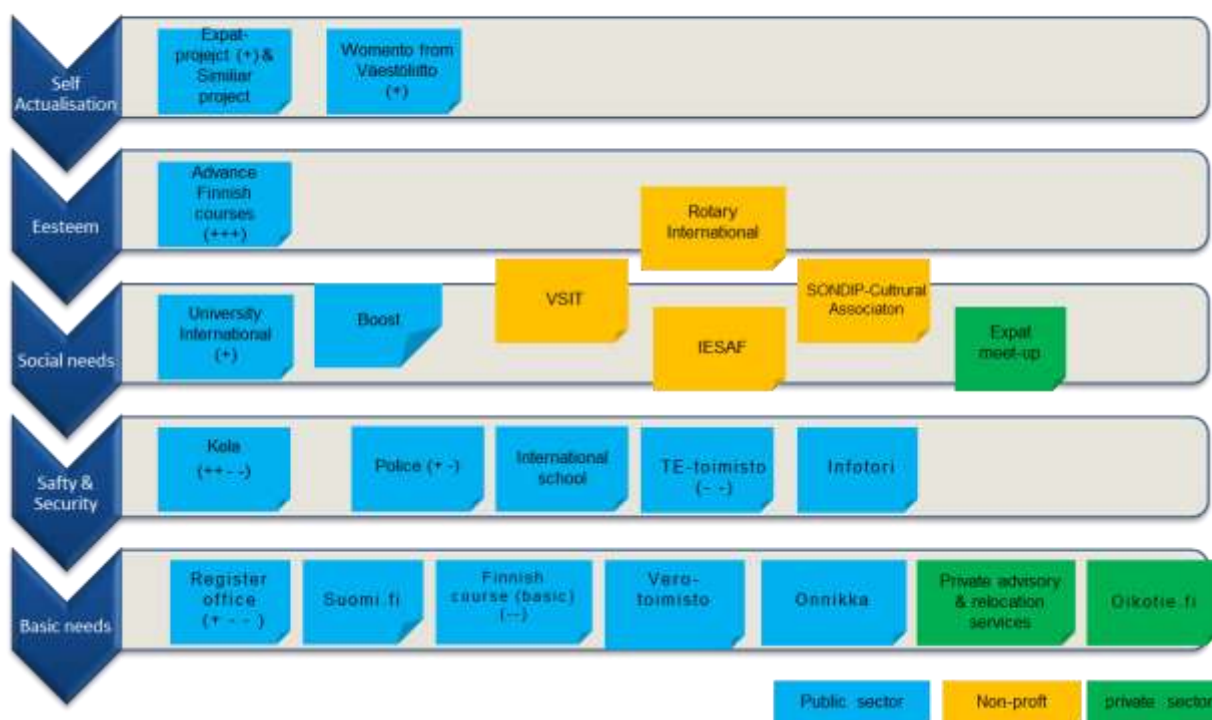 Expat-
projejct (+) &
Similiar
project
Womento from
Väestöliitto
(+)
Self
Actualisation
Advance
Finnish
courses
(+++)
Eesteem
Rotary
International
University
International
(+)
Boost
VSIT
IESAF
SONDIP-Cultrural
Associaton
Expat
meet-up
Social needs
Kela
(++- -)
Police (+ -)
International
school
TE-toimisto
(- -)
Infotori
Safty &
Security
Register
office
(+ - - )
Suomi.fi
Finnish
course (basic)
(--)
Vero-
toimisto
Onnikka
Private advisory
& relocation
services
Oikotie.fi
Basic needs
Public sector
Non-proft
private sector